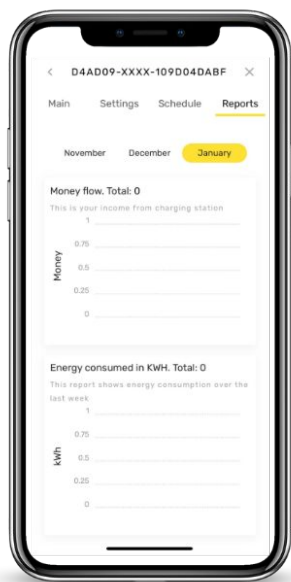 D4AD09-XXXX-109D04DABF
Main Settings Schedule Reports
November December January
Money flow. Total: 0
This is your income from charging station
1
0.75
0.5
0.25
0
Money
Energy consumed in KWH. Total: 0
This report shows energy consumption over the
last week
1
0.75
0.5
0.25
0
kWh